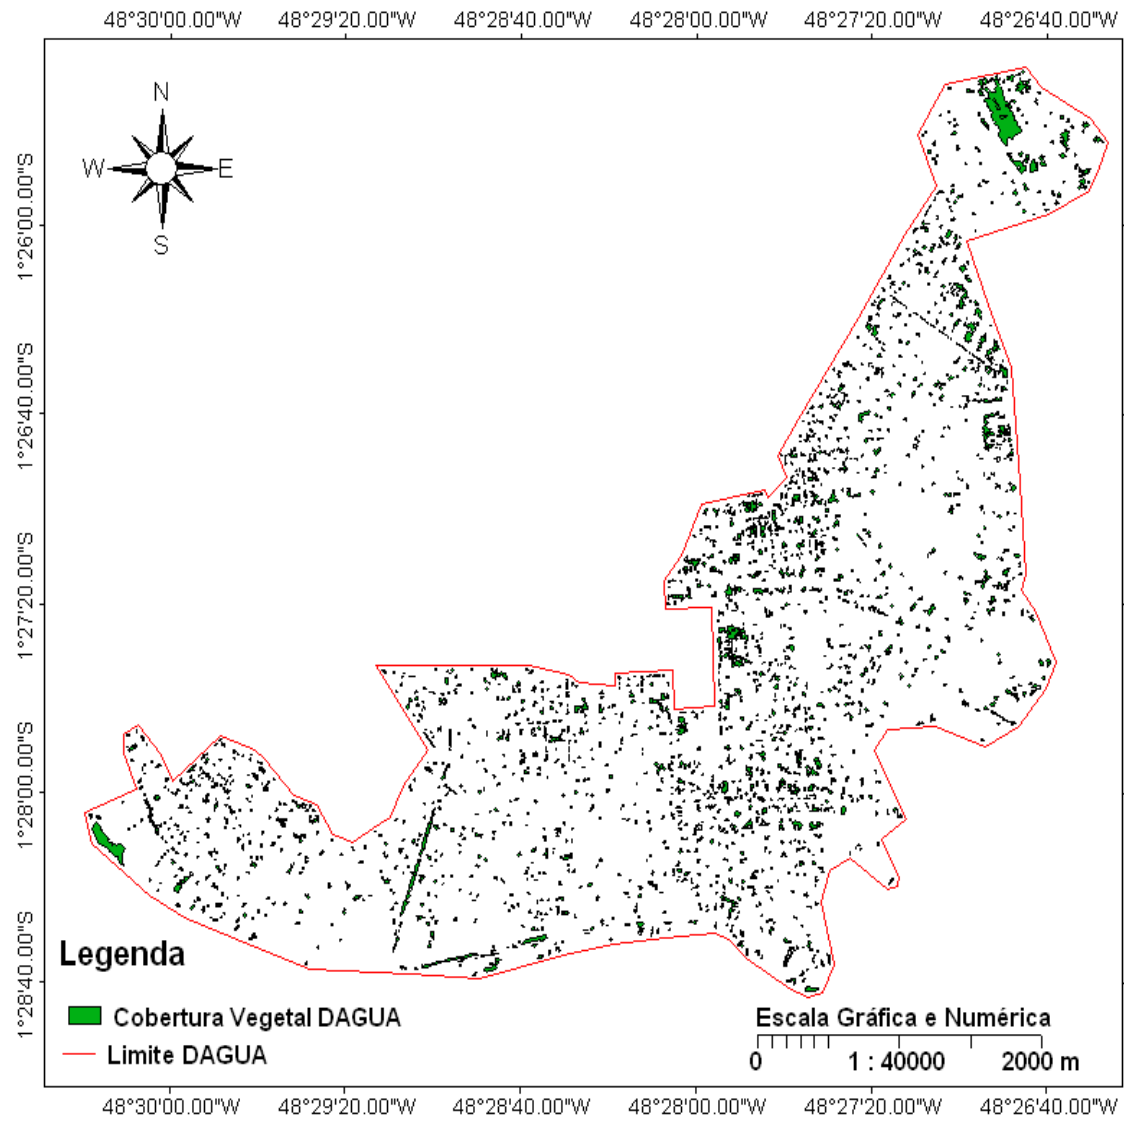 48°30'00.00"W 48°29'20.00"W 48°28'40.00"W 48°28'00.00"W 48°27'20.00"W 48°26'40.00"W
N
W E
S
1°26'00.00"S
1°26'40.00"S
1°27'20.00"S
1°28'00.00"S
1°28'40.00"S
Legenda
Cobertura Vegetal DAGUA
Limite DAGUA
Escala Gráfica e Numérica
0 1 : 40000 2000 m
48°30'00.00"W 48°29'20.00"W 48°28'40.00"W 48°28'00.00"W 48°27'20.00"W 48°26'40.00"W